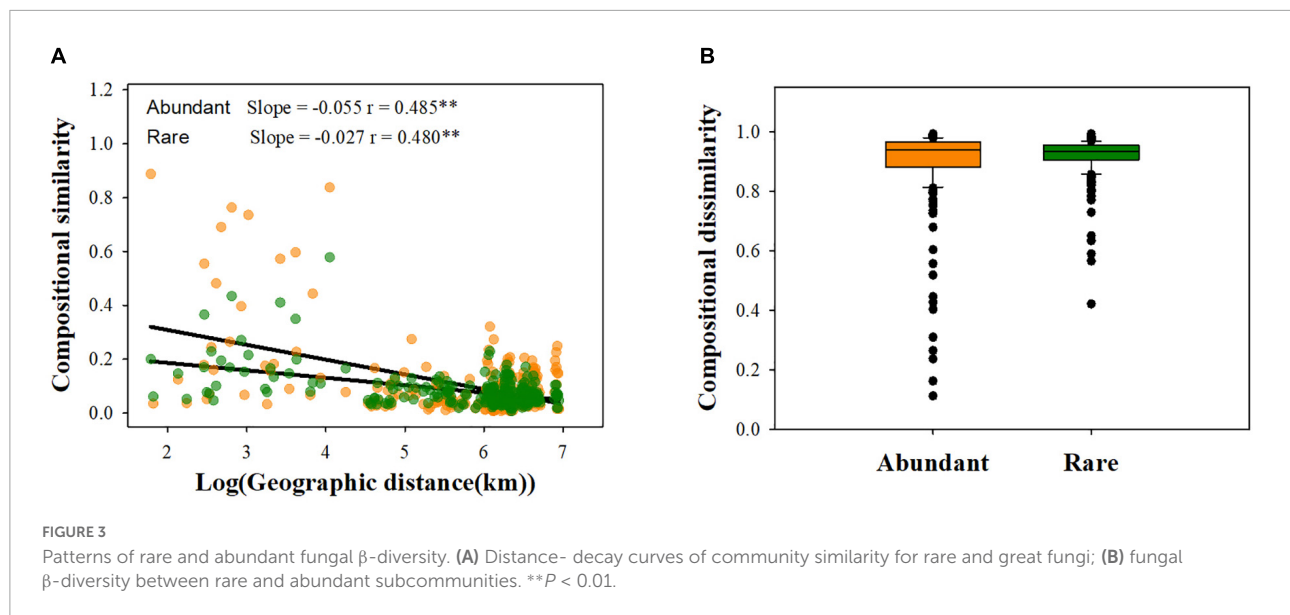 A
Compositional similarity
1.2
1.0
0.8
0.6
0.4
0.2
0.0
Abundant Slope = -0.055 r = 0.485**
Rare Slope = -0.027 r = 0.480**
2 3 4 5 6 7
Log(Geographic distance(km))
B
Compositional dissimilarity
1.0
0.8
0.6
0.4
0.2
0.0
Abundant Rare
FIGURE 3
Patterns of rare and abundant fungal β-diversity. (A) Distance- decay curves of community similarity for rare and great fungi; (B) fungal
β-diversity between rare and abundant subcommunities. **P < 0.01.